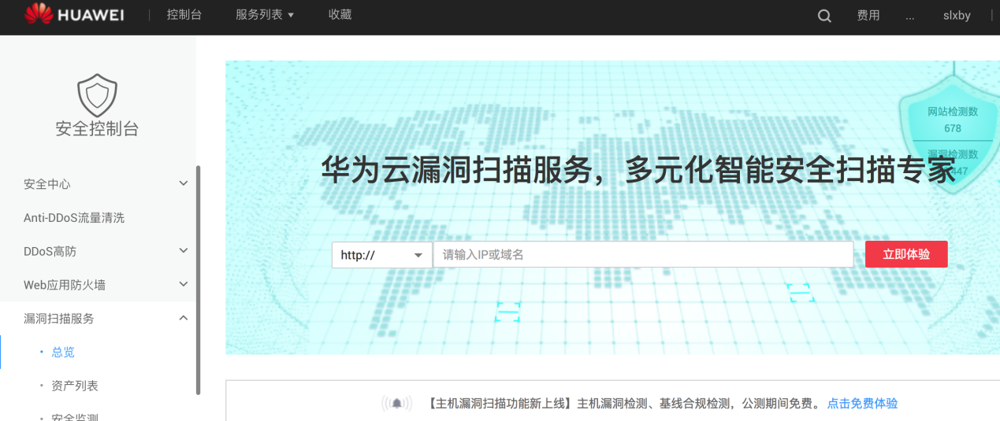 HUAWEI 控制台 服务列表 收藏 费用 ... slxby
安全控制台
安全中心
Anti-DDoS流量清洗
DDoS高防
Web应用防火墙
漏洞扫描服务
总览
资产列表
安全监测
网站检测数
678
漏洞检测数
447
华为云漏洞扫描服务，多元化智能安全扫描专家
http:// 请输入IP或域名 立即体验
【主机漏洞扫描功能新上线】主机漏洞检测、基线合规检测，公测期间免费。 点击免费体验